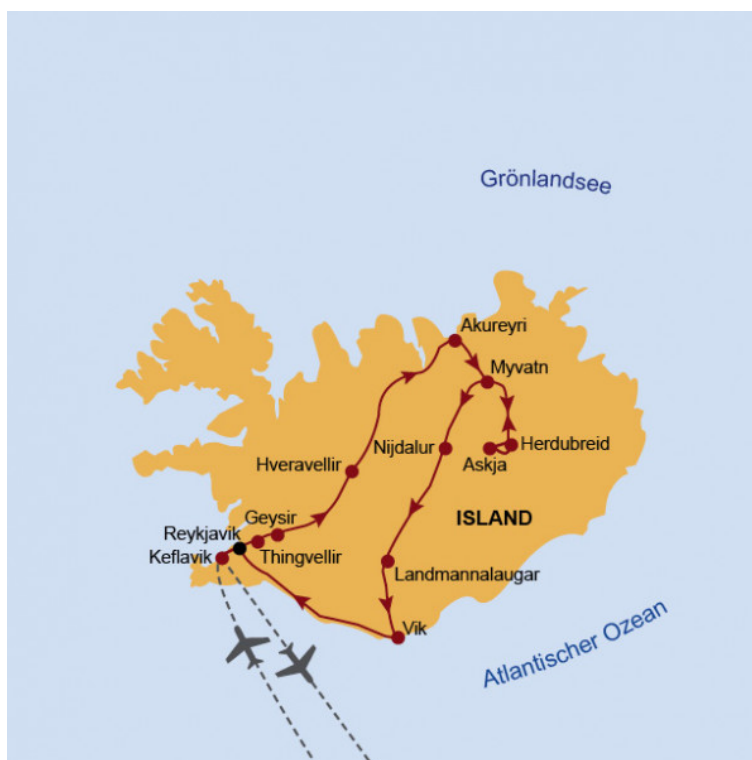 Grönlandsee
Akureyri
Myvatn
Nijdalur
Herdubreid
Askja
Hveravellir
Geysir
ISLAND
Reykjavik
Keflavik
Thingvellir
Landmannalaugar
Vik
Atlantischer Ozean